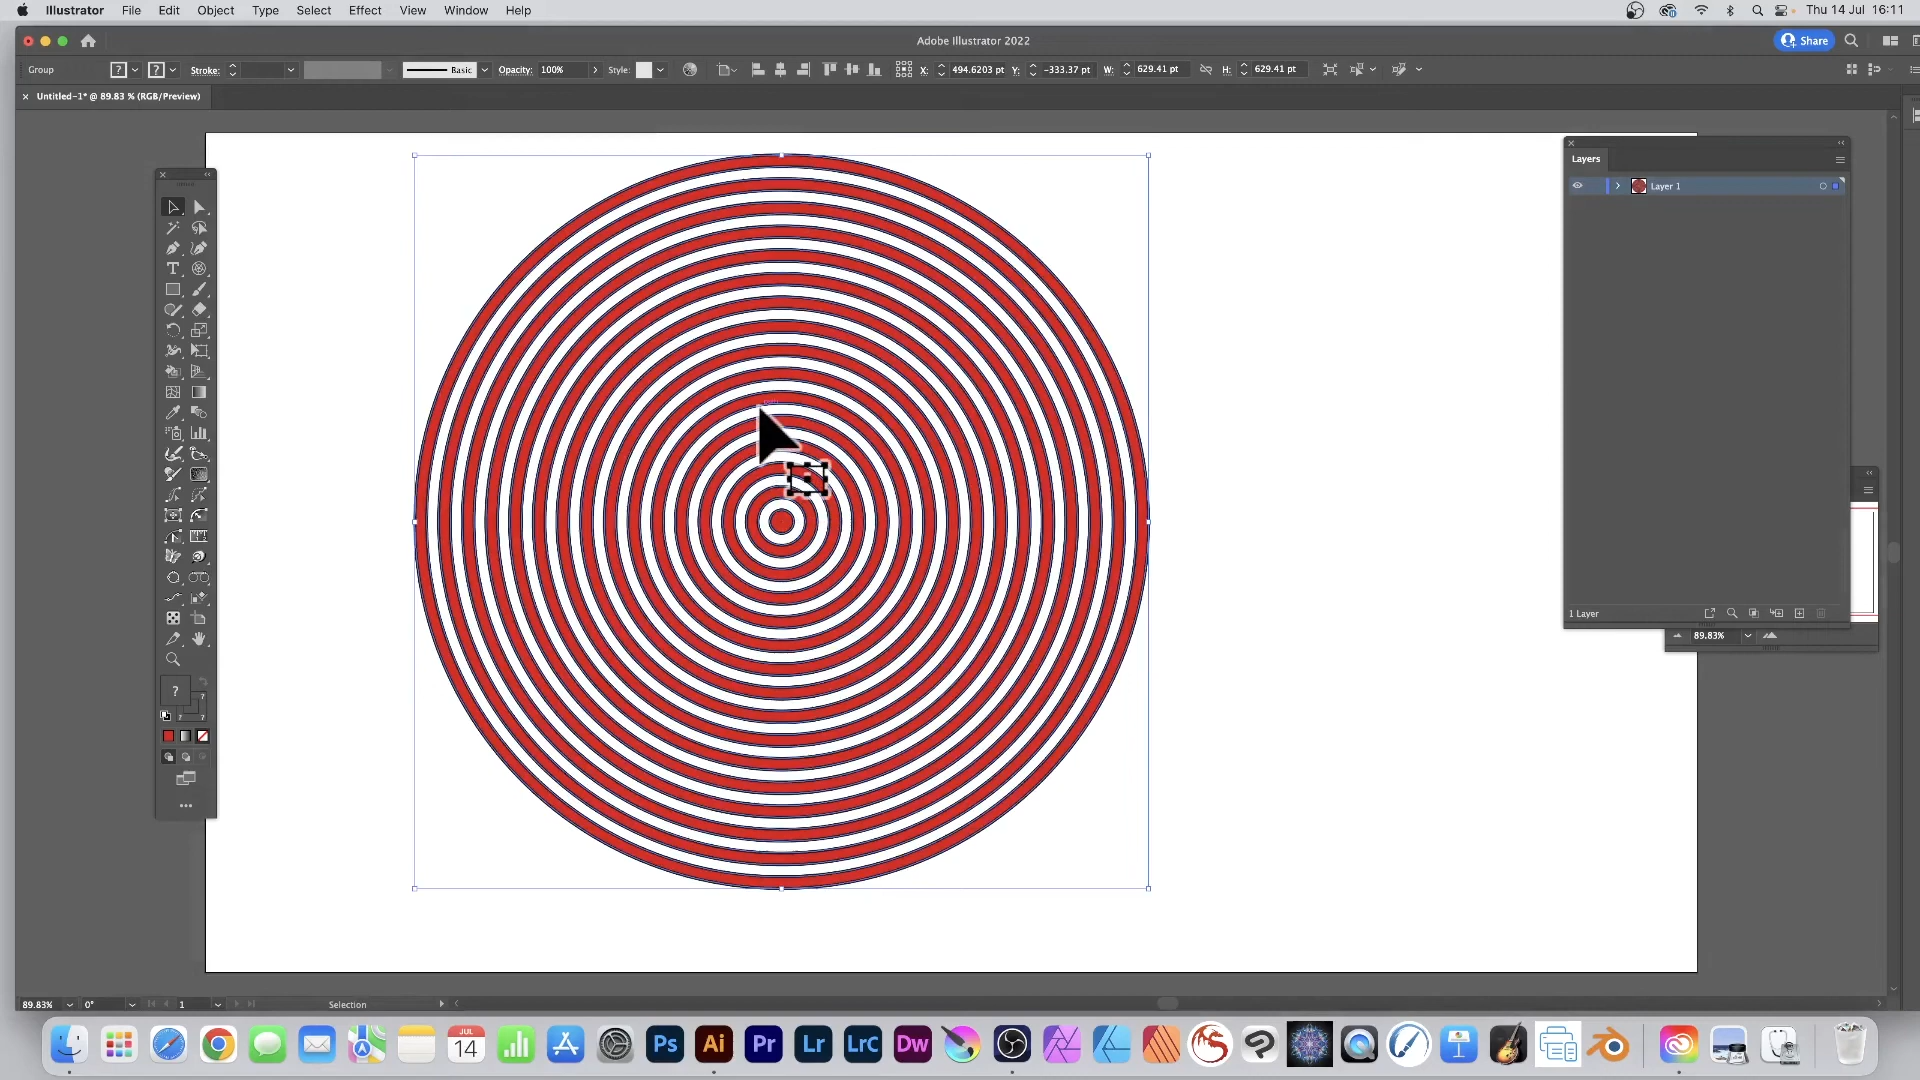 Illustrator File Edit Object Type Select Effect View Window Help Thu 14 Jul 16:11
Adobe Illustrator 2022 Share
Group ? ? Stroke: Basic Opacity: 100% Style: X: 494.6203 pt Y: -333.37 pt W: 629.41 pt H: 629.41 pt
× Untitled-1* @ 89.83 % (RGB/Preview)
Layers
Layer 1
T
?
?
? ?
1 Layer
89.83%
89.83% 0° 1 Selection
JUL
14 Ps Ai Pr Lr LrC Dw